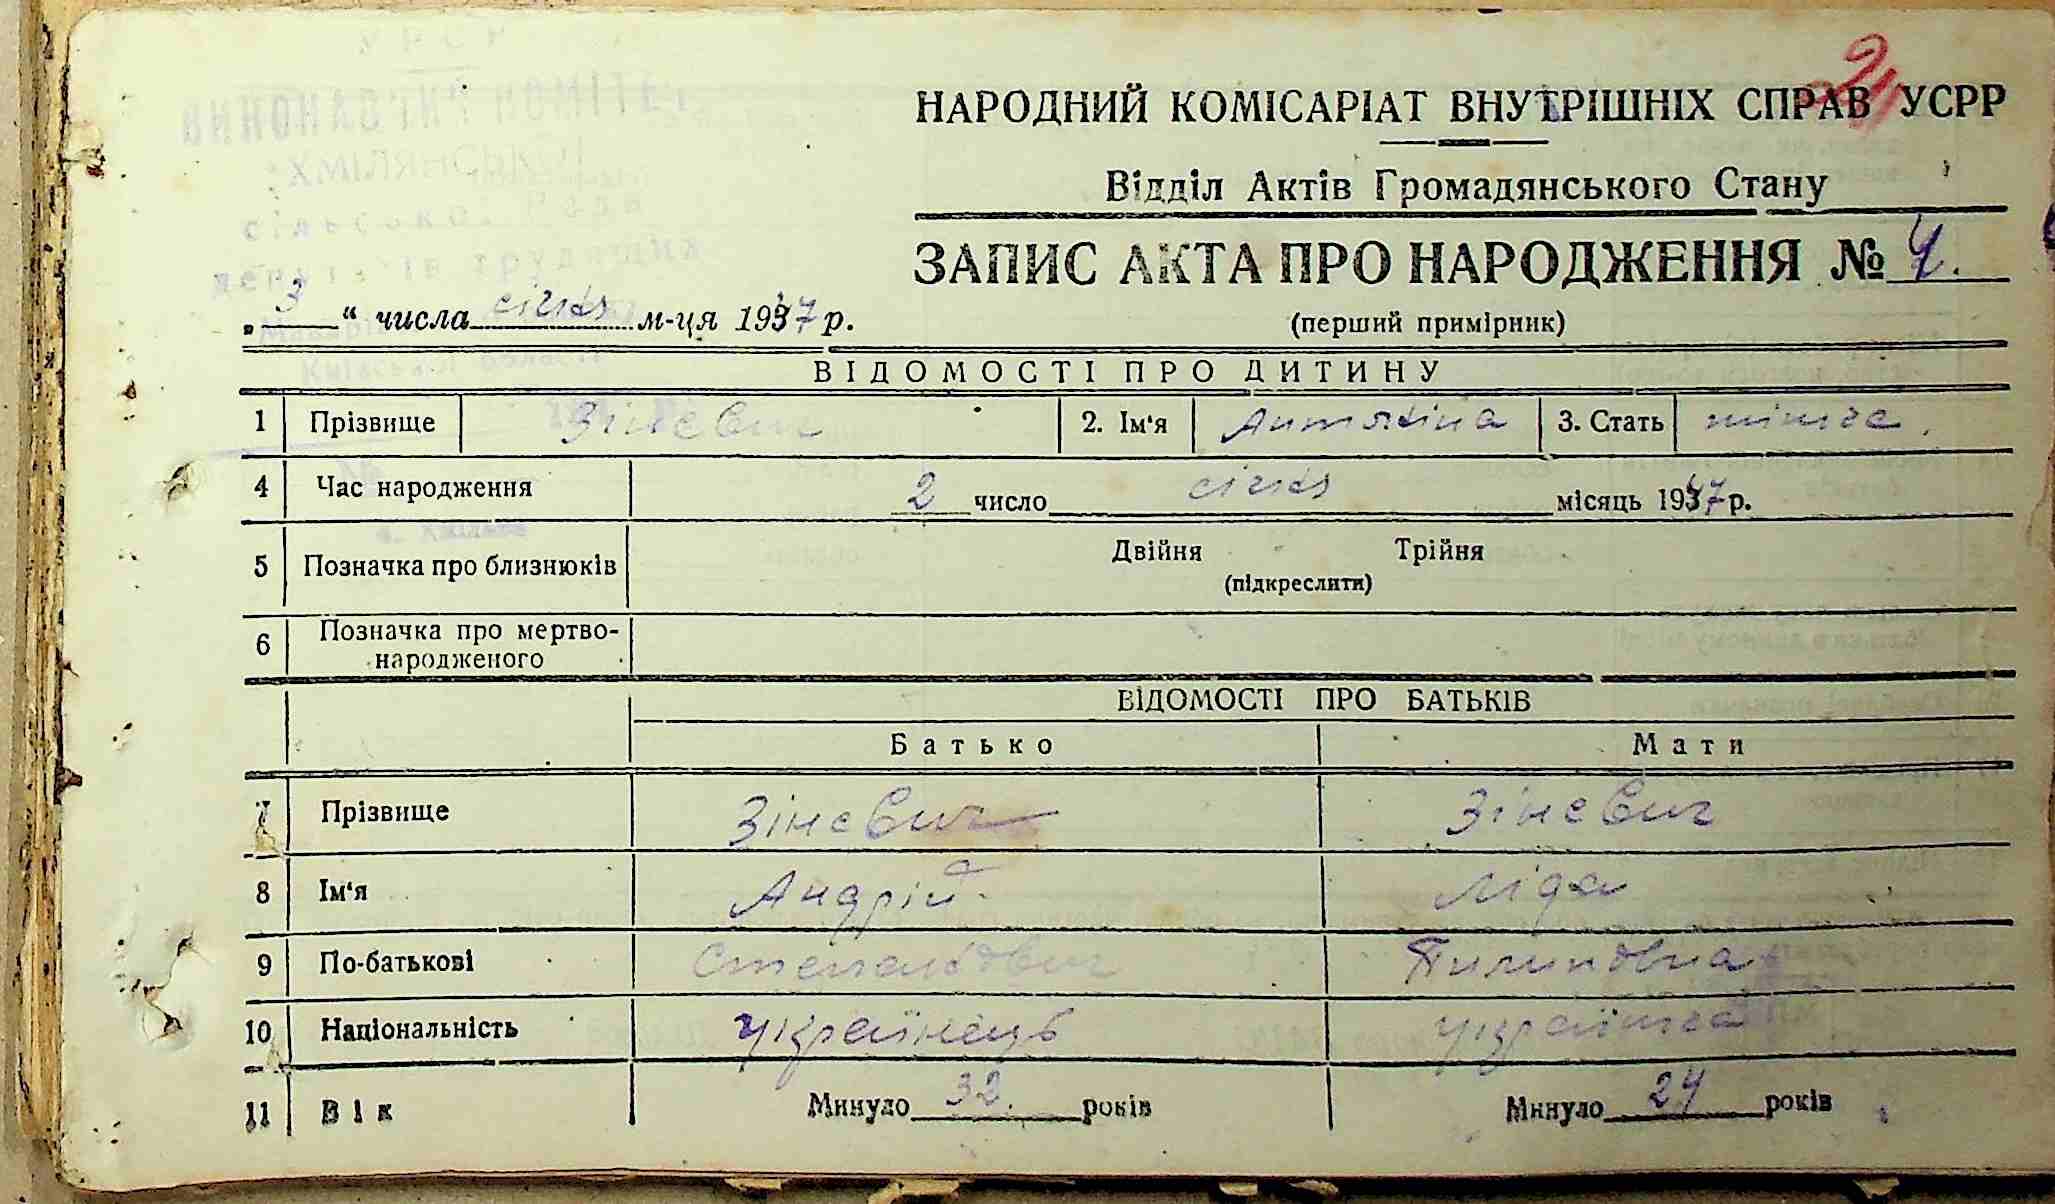 НАРОДНИЙ КОМІСАРІАТ ВНУТРІШНІХ СПРАВ УСРР
Відділ Актів Громадянського Стану
ЗАПИС АКТА ПРО НАРОДЖЕННЯ № 4.
„3“ числа січня м-ця 1937 р.
(перший примірник)
ВІДОМОСТІ ПРО ДИТИНУ
1 Прізвище Зіневич 2. Ім'я Антоніна 3. Стать жіноча
4 Час народження 2 число січня місяць 1937 р.
5 Позначка про близнюків Двійня Трійня
(підкреслити)
6 Позначка про мертво-
народженого
ВІДОМОСТІ ПРО БАТЬКІВ
Батько Мати
7 Прізвище Зіневич Зіневич
8 Ім'я Андрій Ліда
9 По-батькові Степанович Пилиповна
10 Національність українець українка
11 Вік Минуло 32 років Минуло 24 років